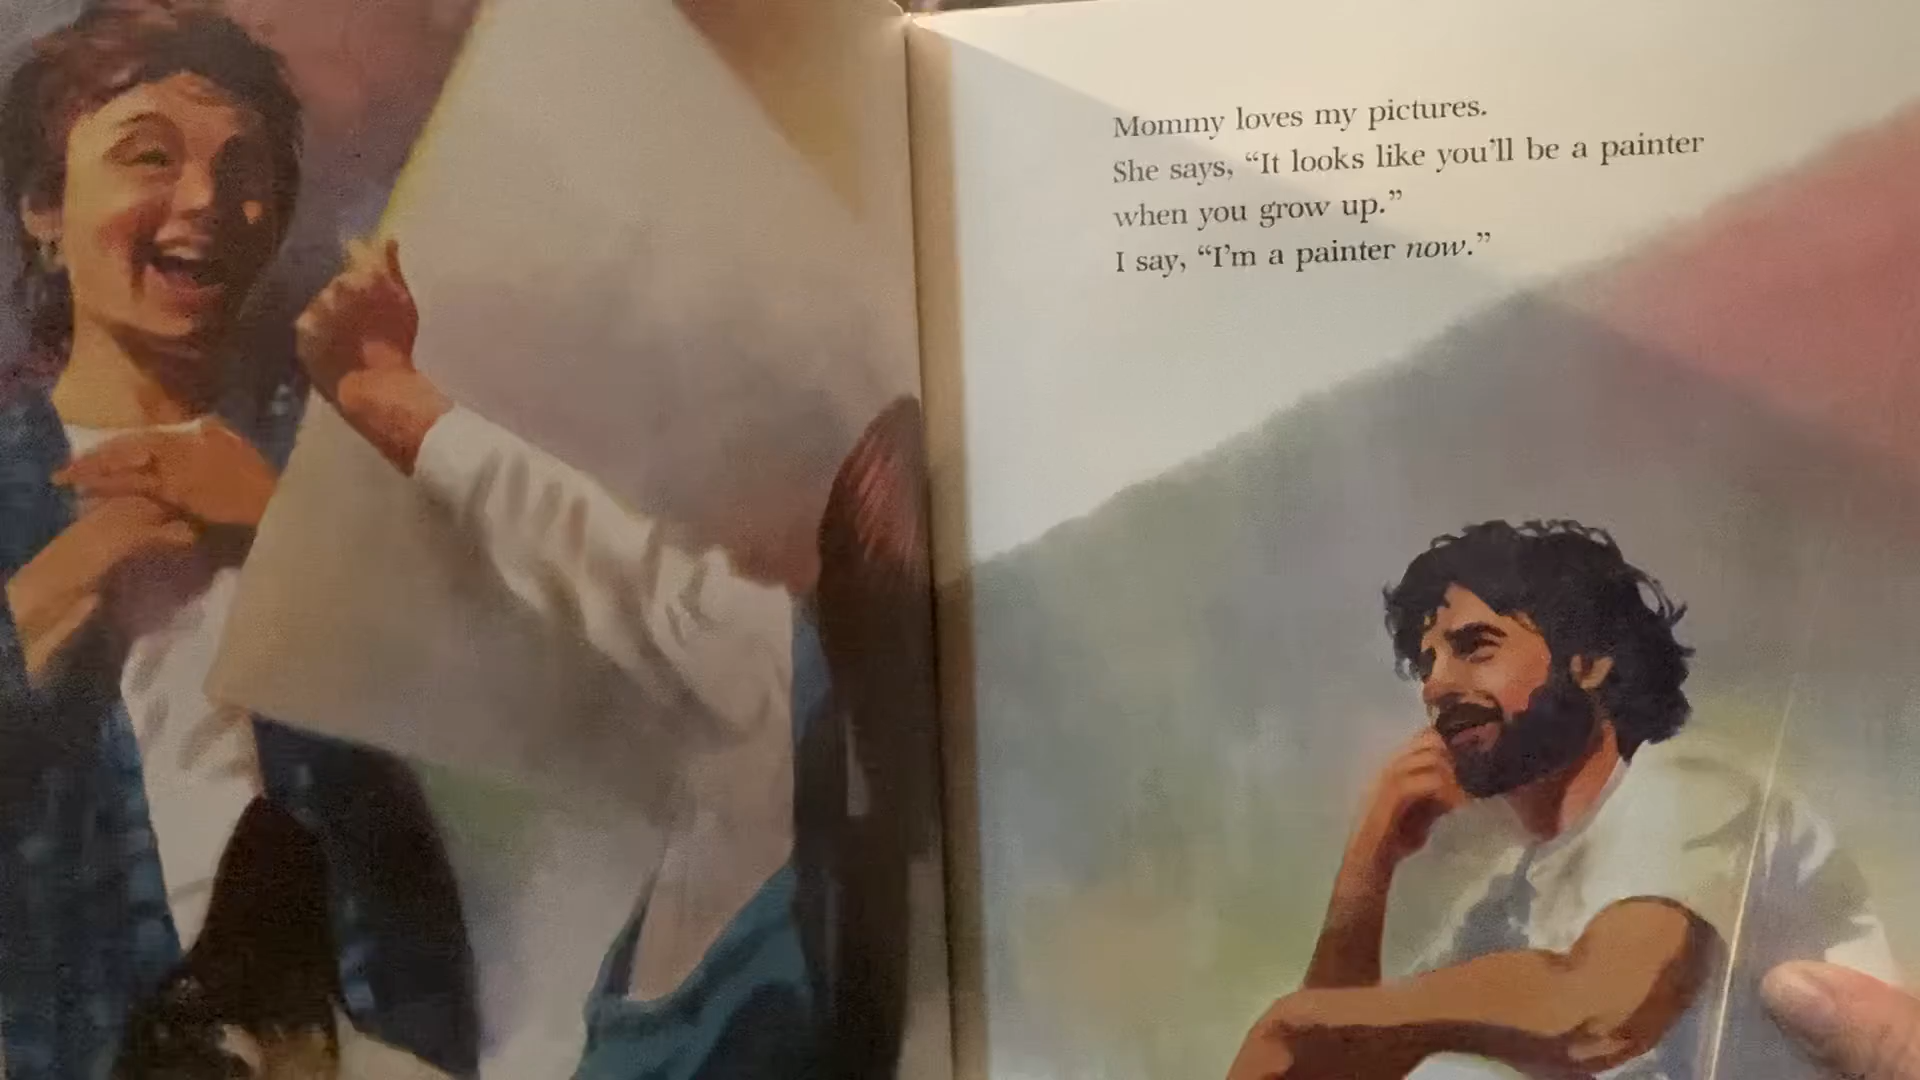 Mommy loves my pictures.
She says, “It looks like you’ll be a painter
when you grow up.”
I say, “I’m a painter now.”